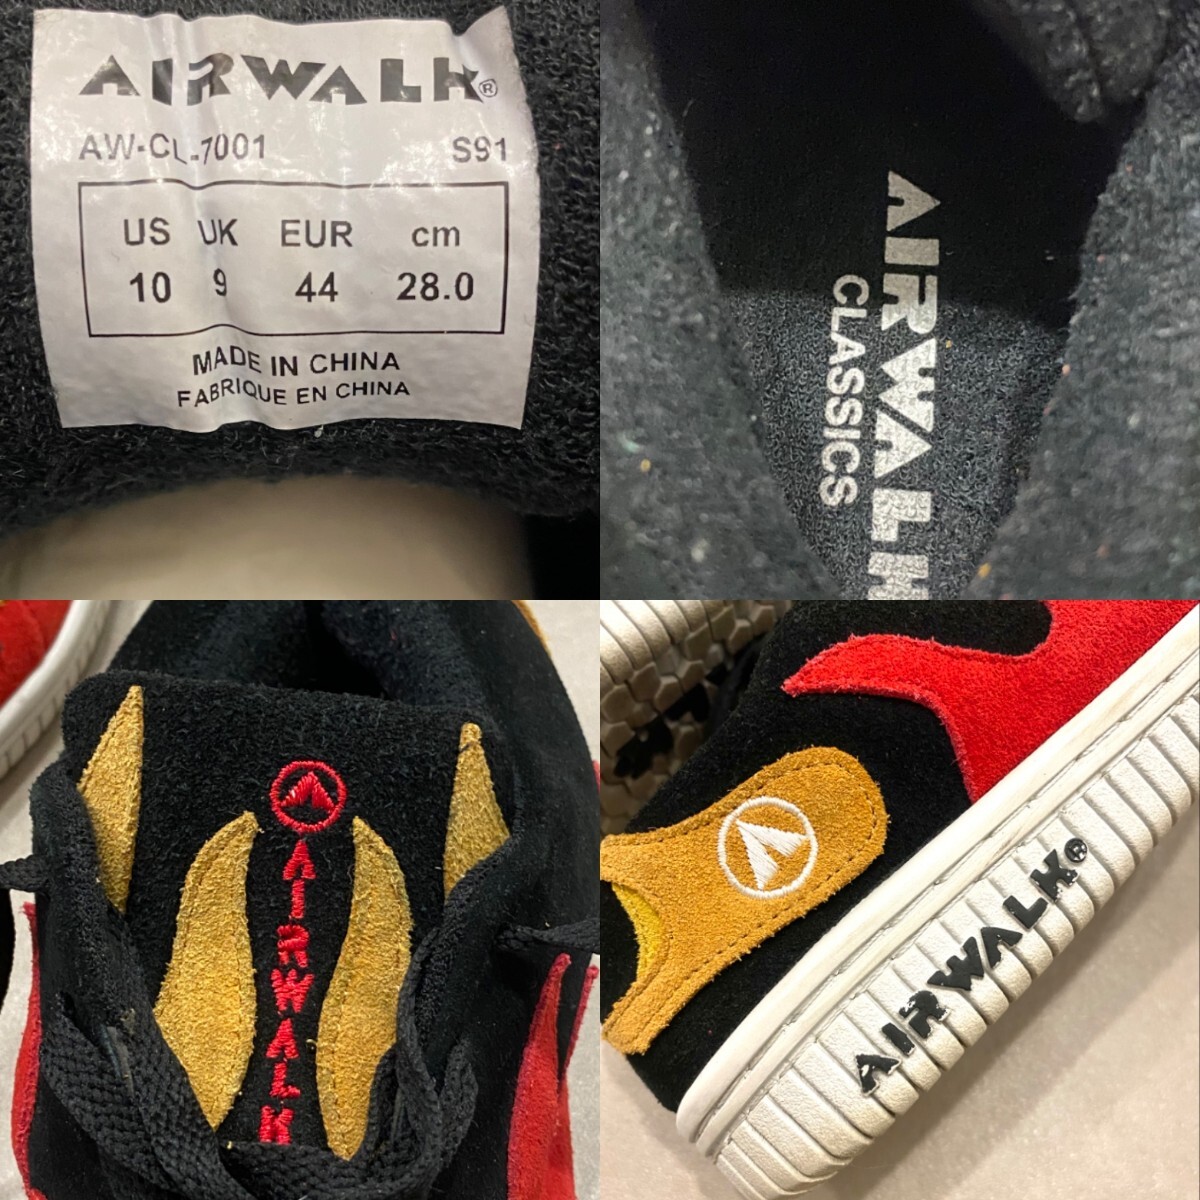 AIRWALK®
AW-CL-7001 S91
US UK EUR cm
10 9 44 28.0
MADE IN CHINA
FABRIQUE EN CHINA
AIRWALK
CLASSICS
AIRWALK
AIRWALK®